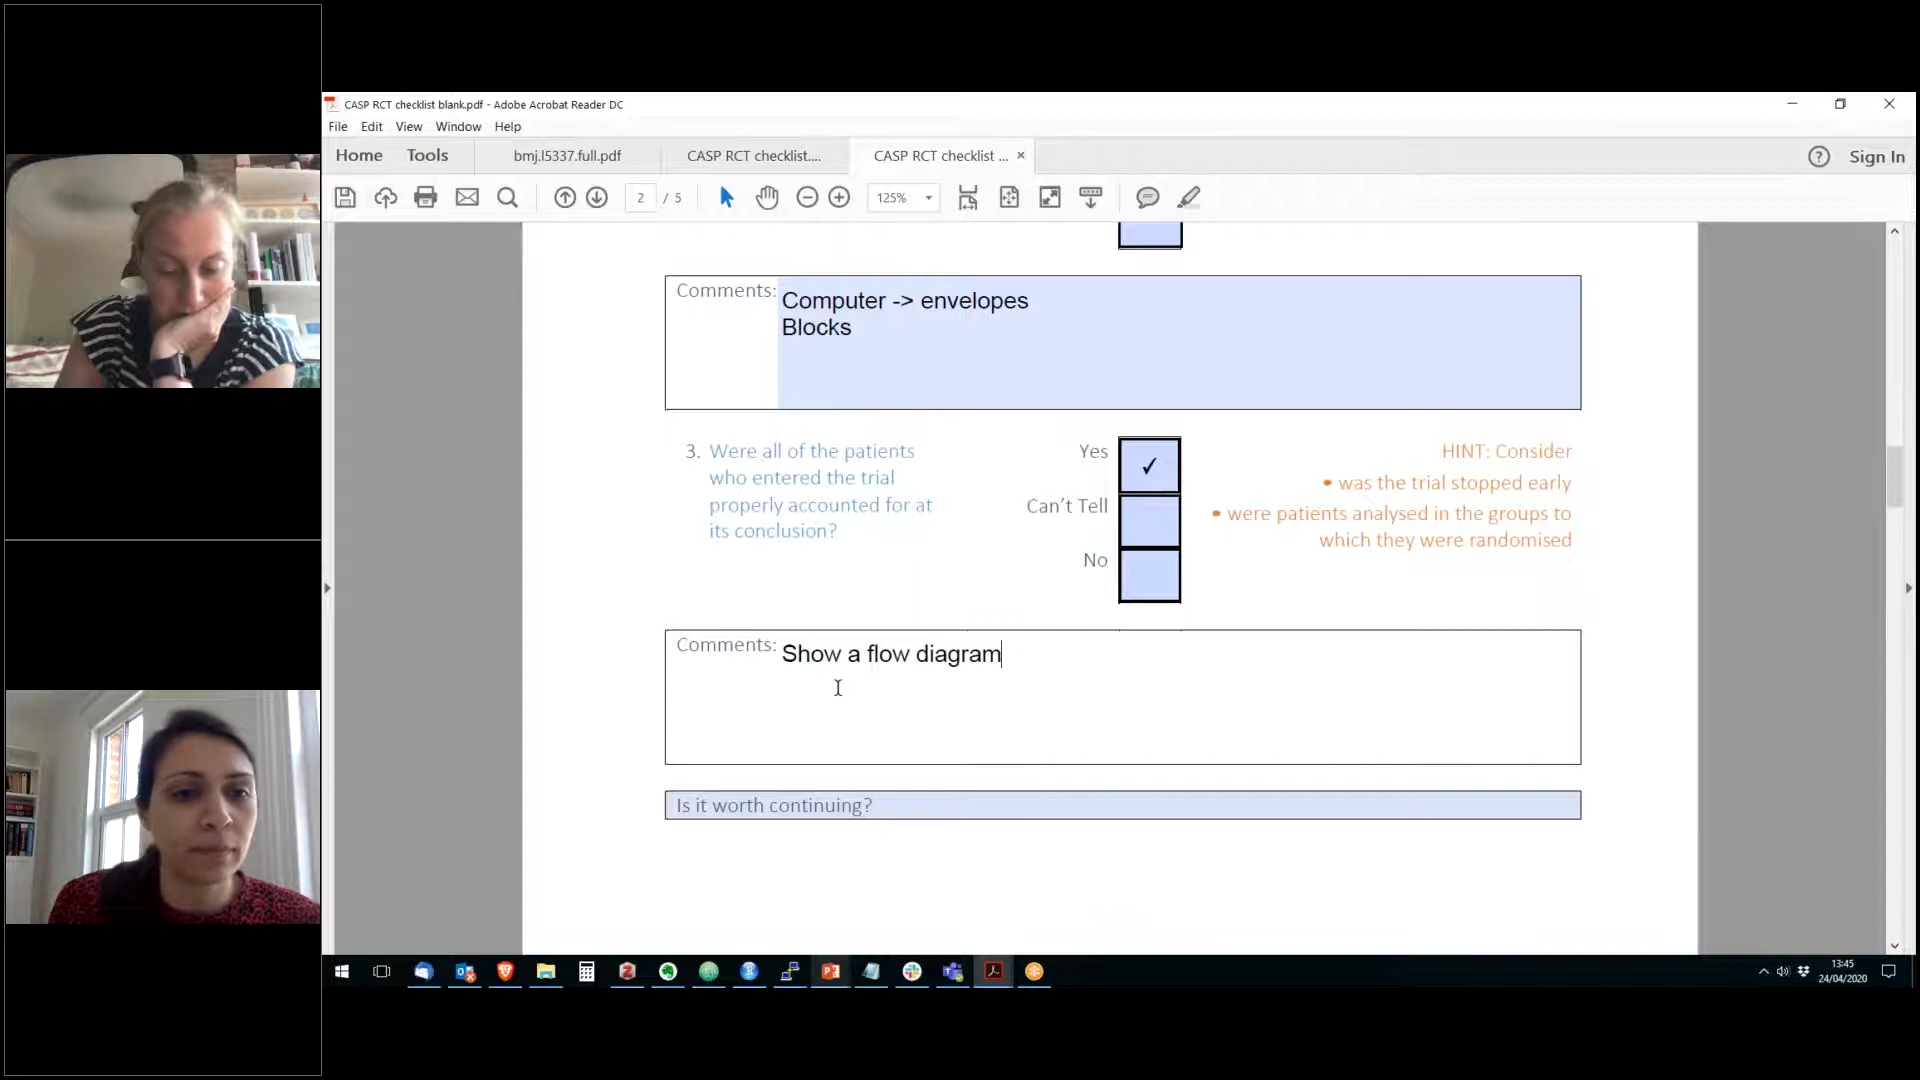 CASP RCT checklist blank.pdf - Adobe Acrobat Reader DC
File Edit View Window Help
Home Tools bmj.l5337.full.pdf CASP RCT checklist.... CASP RCT checklist ... × Sign In
2 / 5 125%
Comments: Computer -> envelopes
Blocks
3. Were all of the patients
who entered the trial
properly accounted for at
its conclusion?
Yes
Can't Tell
No
HINT: Consider
• was the trial stopped early
• were patients analysed in the groups to
which they were randomised
Comments: Show a flow diagram
Is it worth continuing?
13:45
24/04/2020